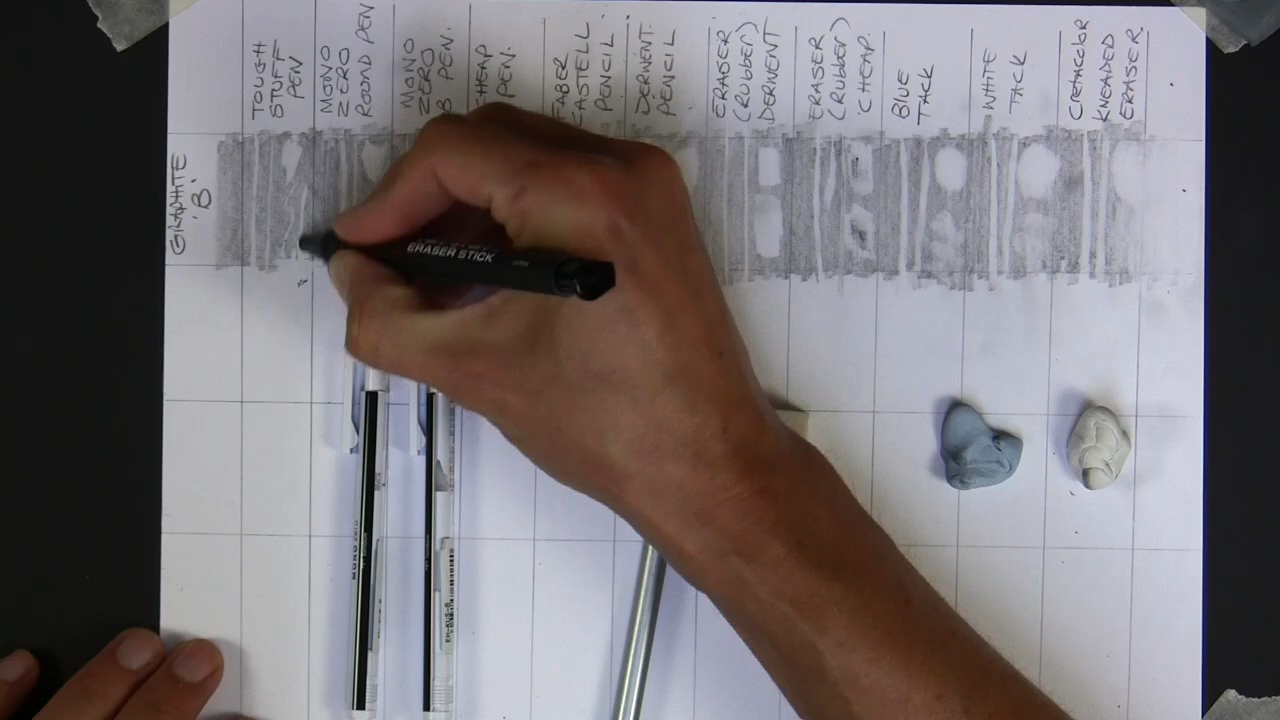 TOUGH
STUFF
PEN
MONO
ZERO
ROUND PEN
MONO
ZERO
B PEN.
CHEAP
PEN.
FABER
CASTELL
PENCIL.
DERWENT.
PENCIL
ERASER
(RUBBER)
DERWENT
ERASER
(RUBBER)
CHEAP.
BLUE
TACK
WHITE
TACK
CRETACOLOR
KNEADED
ERASER
GRAPHITE
'B'
ERASER STICK
MONO zero